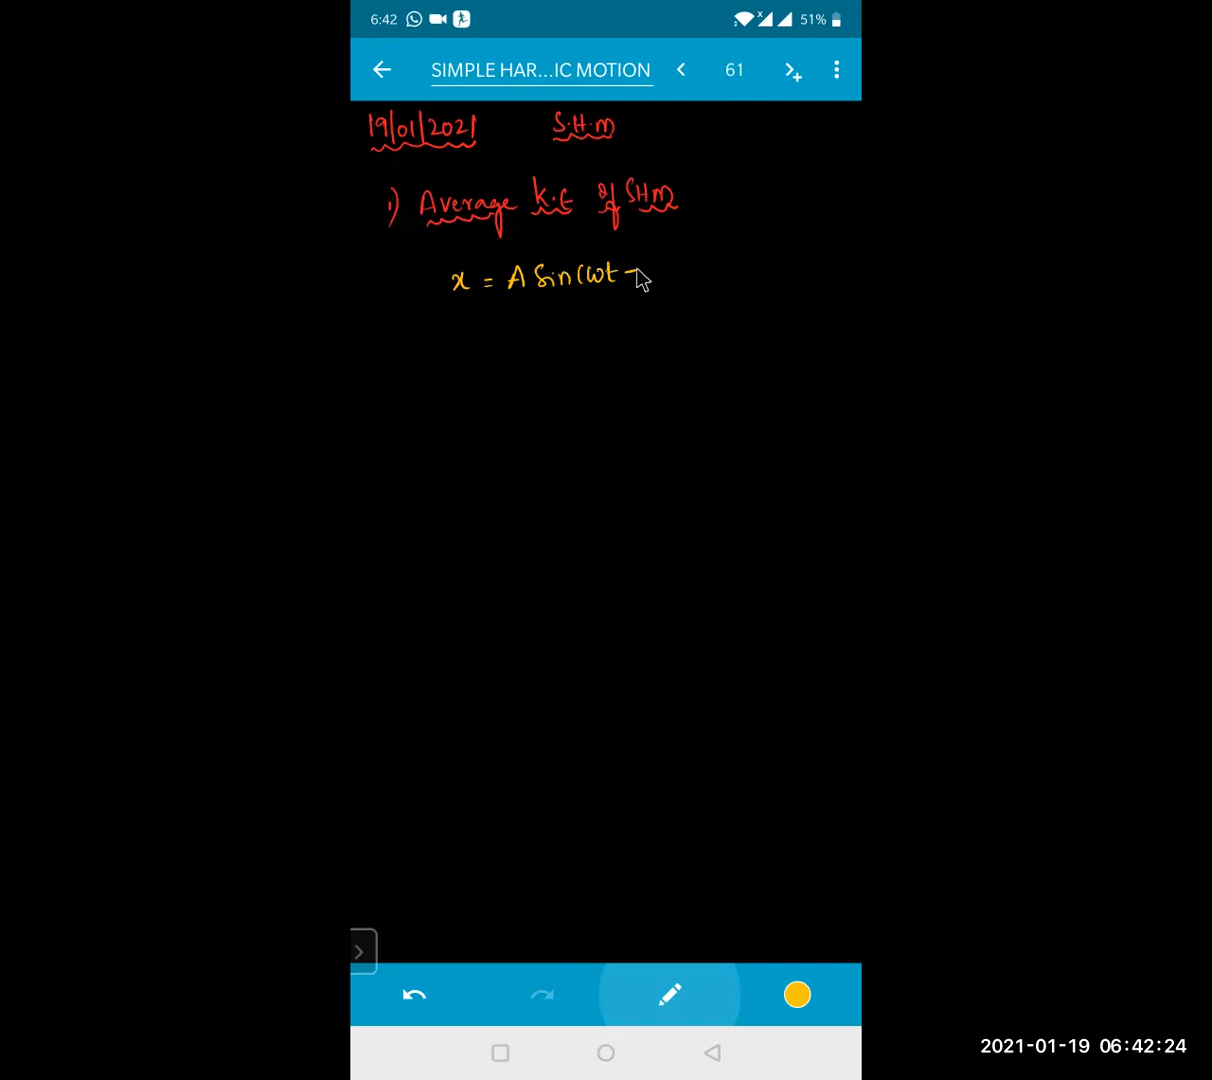 6:42 51%
SIMPLE HAR...IC MOTION 61
19/01/2021 S.H.M
1) Average K.E of SHM
x = A Sin(ωt -
2021-01-19 06:42:24